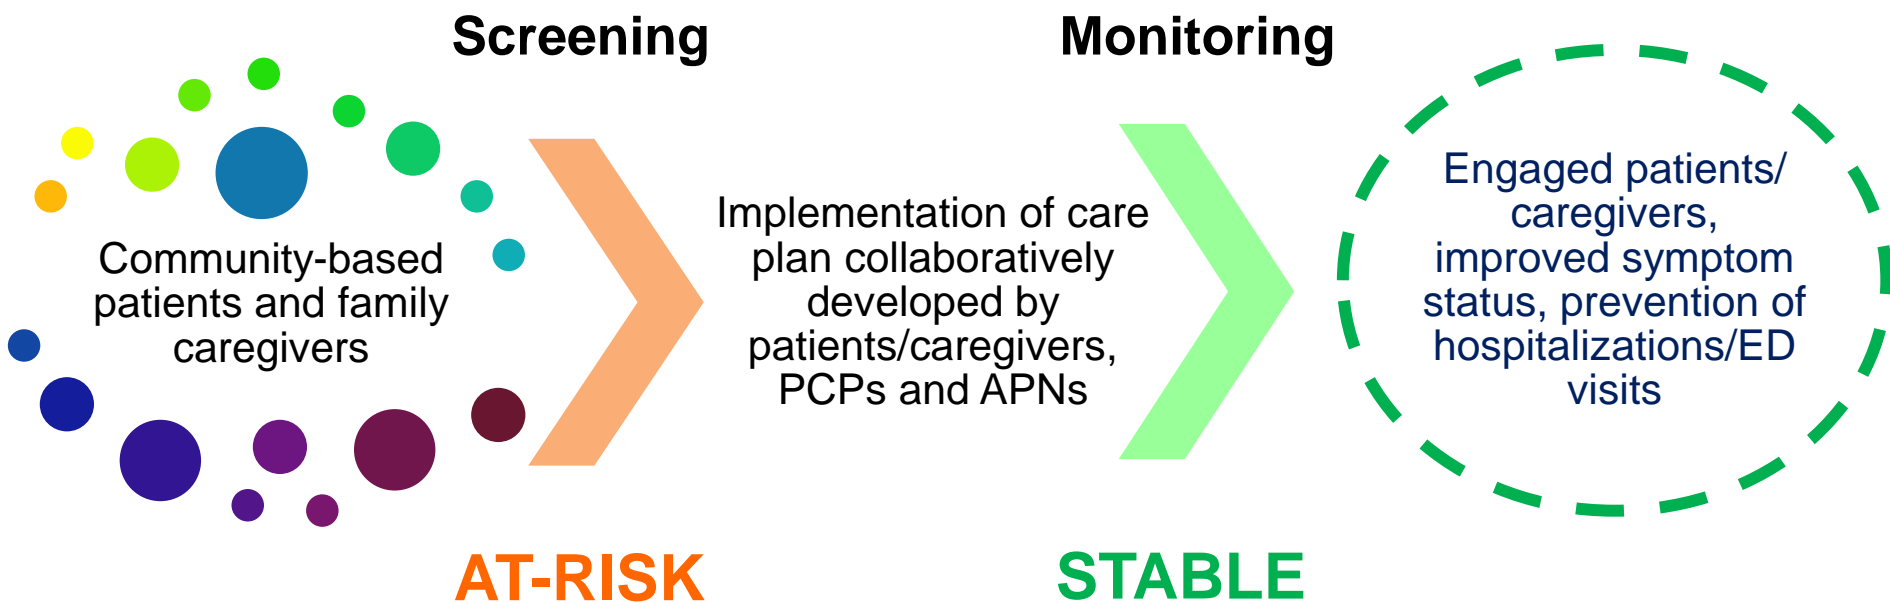 Screening
Monitoring
Community-based
patients and family
caregivers
Implementation of care
plan collaboratively
developed by
patients/caregivers,
PCPs and APNs
Engaged patients/
caregivers,
improved symptom
status, prevention of
hospitalizations/ED
visits
AT-RISK
STABLE